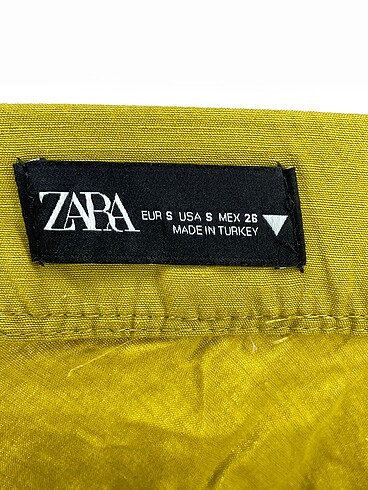 ZARA
EUR S USA S MEX 26
MADE IN TURKEY